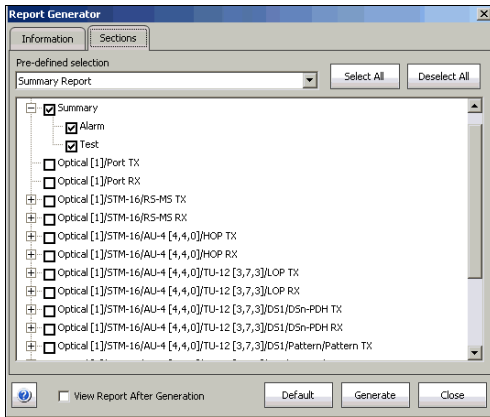 Report Generator
Information Sections
Pre-defined selection
Summary Report Select All Deselect All
Summary
Alarm
Test
Optical [1]/Port TX
Optical [1]/Port RX
Optical [1]/STM-16/RS-MS TX
Optical [1]/STM-16/RS-MS RX
Optical [1]/STM-16/AU-4 [4,4,0]/HOP TX
Optical [1]/STM-16/AU-4 [4,4,0]/HOP RX
Optical [1]/STM-16/AU-4 [4,4,0]/TU-12 [3,7,3]/LOP TX
Optical [1]/STM-16/AU-4 [4,4,0]/TU-12 [3,7,3]/LOP RX
Optical [1]/STM-16/AU-4 [4,4,0]/TU-12 [3,7,3]/DS1/DSn-PDH TX
Optical [1]/STM-16/AU-4 [4,4,0]/TU-12 [3,7,3]/DS1/DSn-PDH RX
Optical [1]/STM-16/AU-4 [4,4,0]/TU-12 [3,7,3]/DS1/Pattern/Pattern TX
? View Report After Generation Default Generate Close